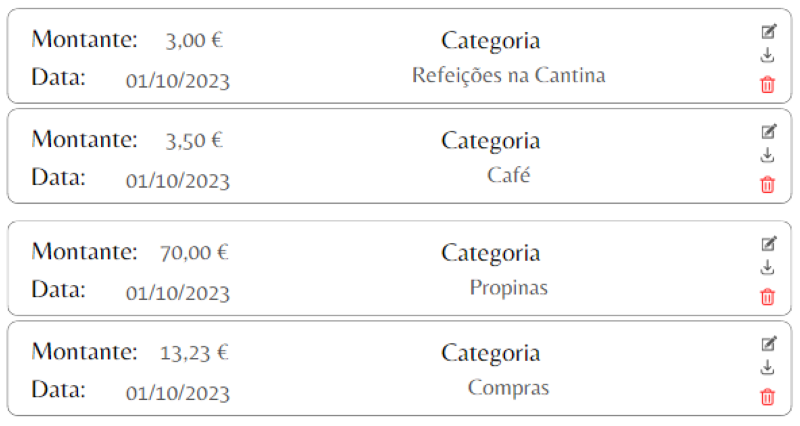 Montante: 3,00 € Categoria
Data: 01/10/2023 Refeições na Cantina
Montante: 3,50 € Categoria
Data: 01/10/2023 Café
Montante: 70,00 € Categoria
Data: 01/10/2023 Propinas
Montante: 13,23 € Categoria
Data: 01/10/2023 Compras